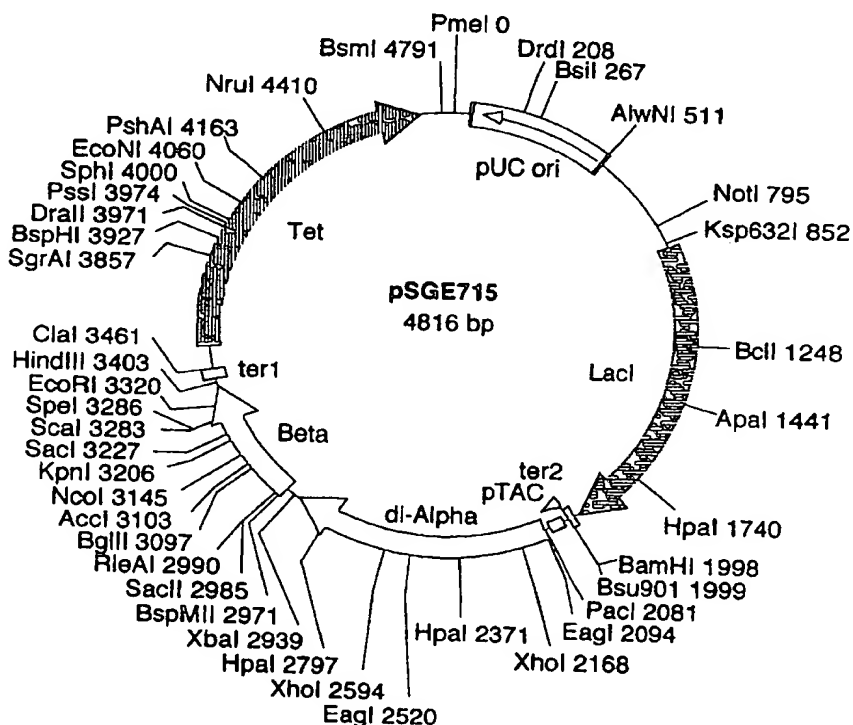 PmeI 0
BsmI 4791
DrdI 208
BsiI 267
NruI 4410
AlwNI 511
PshAI 4163
EcoNI 4060
SphI 4000
PssI 3974
DraII 3971
BspHI 3927
SgrAI 3857
pUC ori
Tet
NotI 795
Ksp632I 852
pSGE715
4816 bp
ClaI 3461
HindIII 3403
EcoRI 3320
SpeI 3286
ScaI 3283
SacI 3227
KpnI 3206
NcoI 3145
AccI 3103
BglII 3097
RleAI 2990
SacII 2985
BspMII 2971
XbaI 2939
HpaI 2797
XhoI 2594
EagI 2520
ter1
Beta
LacI
BclI 1248
ApaI 1441
ter2
pTAC
di-Alpha
HpaI 1740
BamHI 1998
Bsu901 1999
PacI 2081
EagI 2094
HpaI 2371
XhoI 2168